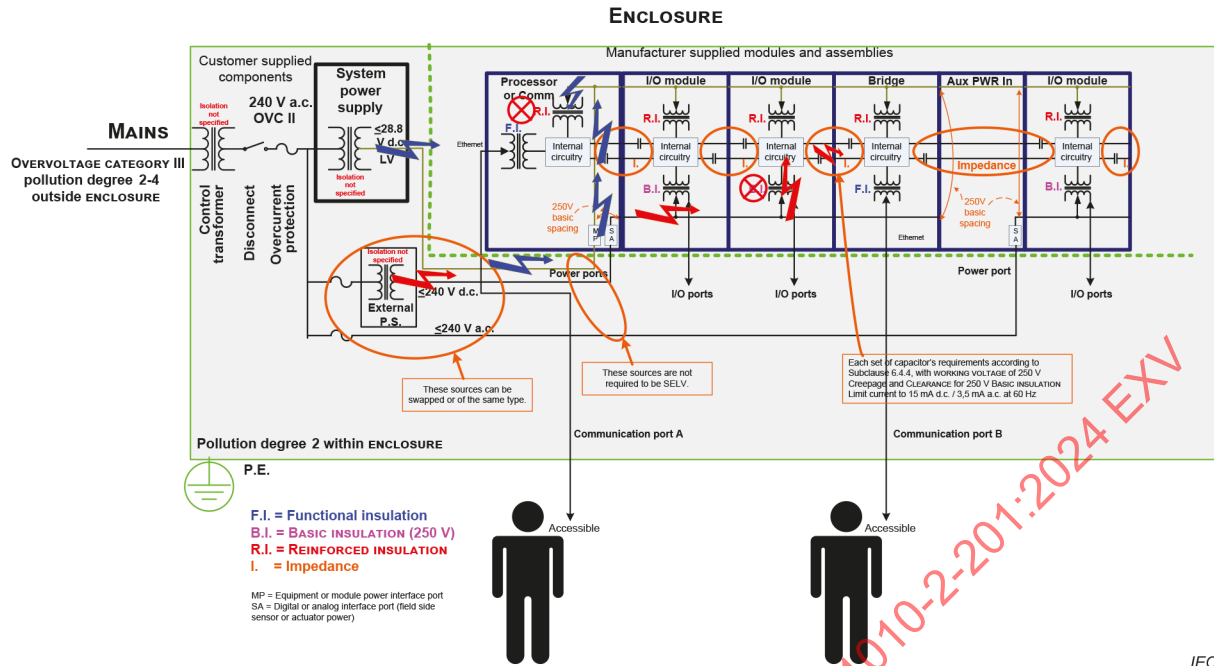 ENCLOSURE
Manufacturer supplied modules and assemblies
Customer supplied
components
Isolation
not
specified
240 V a.c.
OVC II
System
power
supply
≤28.8
V d.c.
LV
Isolation
not
specified
MAINS
OVERVOLTAGE CATEGORY III
pollution degree 2-4
outside ENCLOSURE
Control
transformer
Disconnect
Overcurrent
protection
Processor
or Comm
R.I.
F.I.
Ethernet
Internal
circuitry
M
P
S
A
I/O module
R.I.
I.
Internal
circuitry
B.I.
I/O module
R.I.
I.
Internal
circuitry
Bridge
R.I.
Internal
circuitry
F.I.
Ethernet
Aux PWR In
Impedance
250V
basic
spacing
250V
basic
spacing
S
A
I/O module
R.I.
Internal
circuitry
I.
B.I.
Power ports
Power port
I/O ports
I/O ports
I/O ports
Isolation not
specified
External
P.S.
≤240 V d.c.
≤240 V a.c.
These sources can be
swapped or of the same type.
These sources are not
required to be SELV.
Each set of capacitor's requirements according to
Subclause 6.4.4, with WORKING VOLTAGE of 250 V
Creepage and CLEARANCE for 250 V BASIC INSULATION
Limit current to 15 mA d.c. / 3,5 mA a.c. at 60 Hz
Communication port A
Communication port B
Pollution degree 2 within ENCLOSURE
P.E.
F.I. = Functional insulation
B.I. = BASIC INSULATION (250 V)
R.I. = REINFORCED INSULATION
I. = Impedance
MP = Equipment or module power interface port
SA = Digital or analog interface port (field side
sensor or actuator power)
Accessible
Accessible
1010-2-201:2024 EXV
IEC